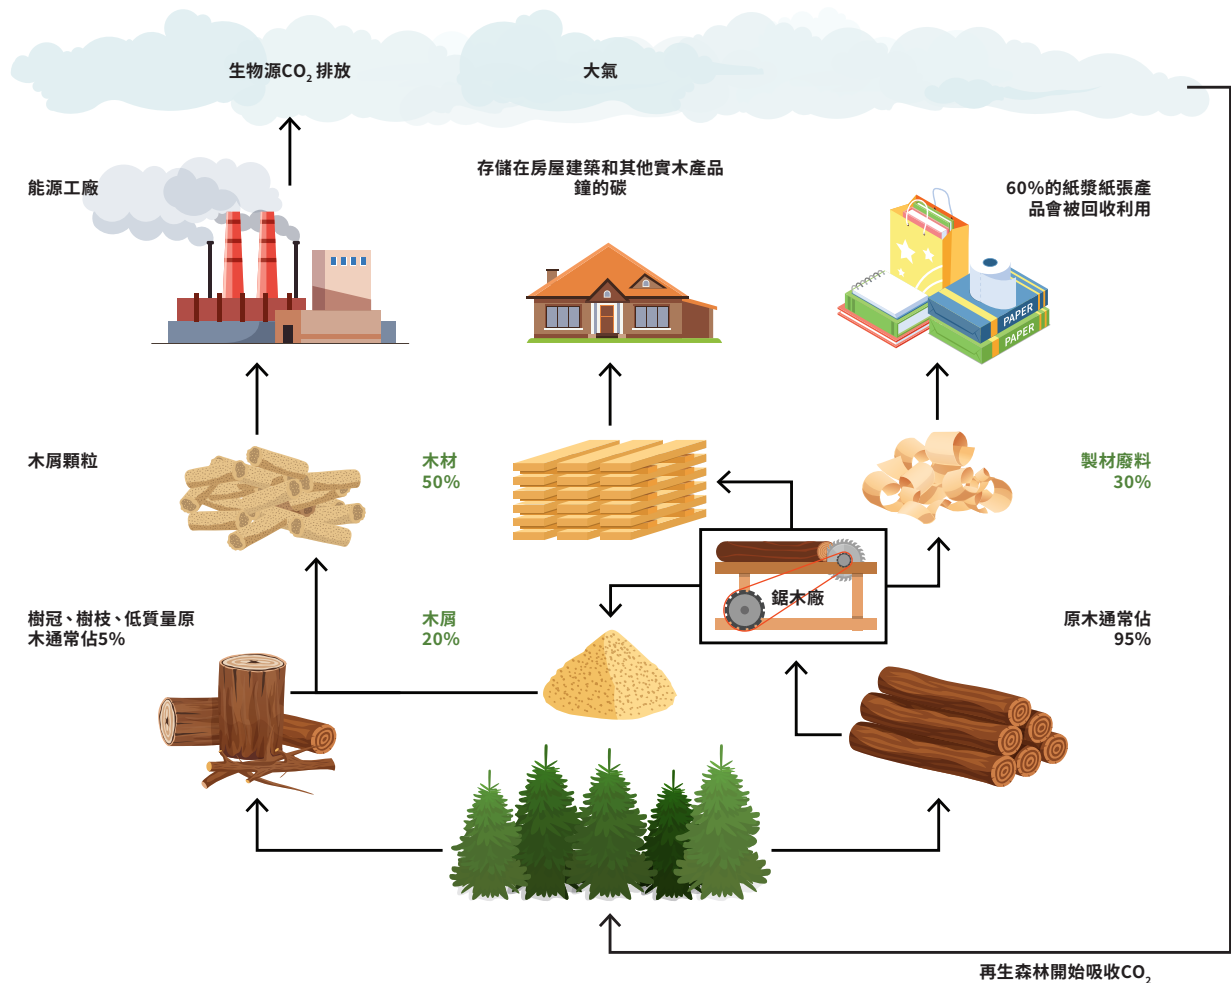 生物源CO₂ 排放
大氣
能源工廠
存儲在房屋建築和其他實木產品
鐘的碳
60%的紙漿紙張產
品會被回收利用
PAPER
PAPER
木屑顆粒
木材
50%
製材廢料
30%
鋸木廠
樹冠、樹枝、低質量原
木通常佔5%
木屑
20%
原木通常佔
95%
再生森林開始吸收CO₂